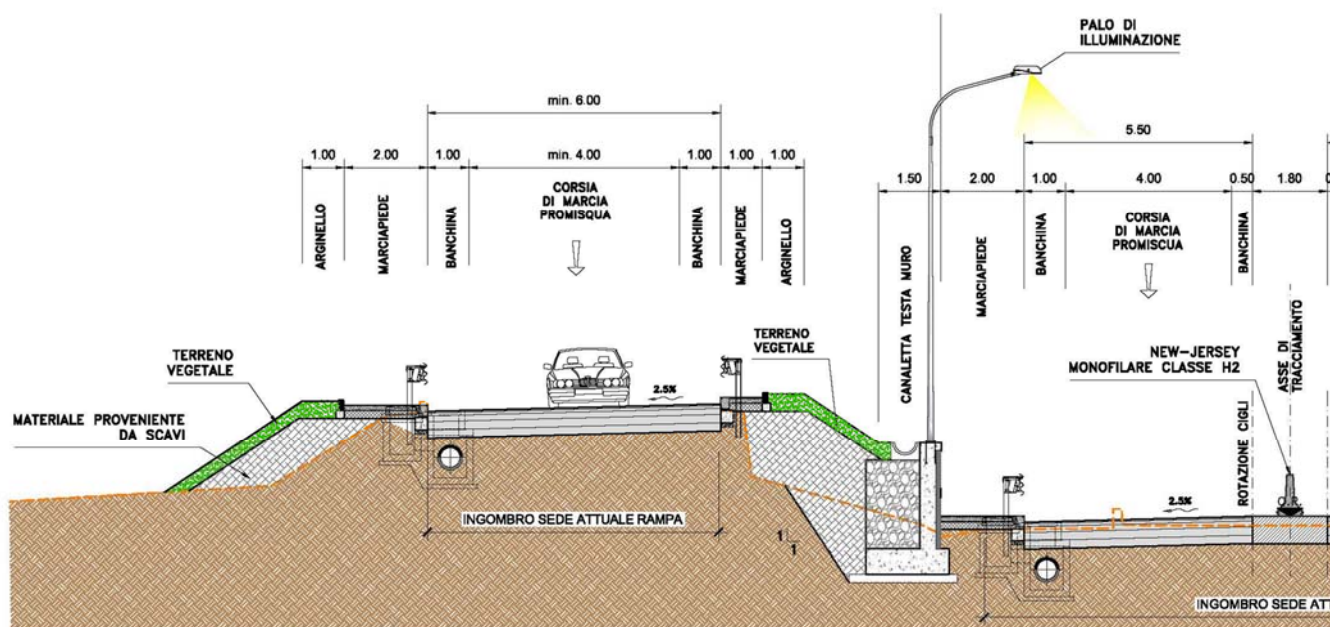 PALO DI
ILLUMINAZIONE
min. 6.00
5.50
1.00
2.00
1.00
min. 4.00
1.00
1.00
1.00
1.50
2.00
1.00
4.00
0.50
1.80
ARGINELLO
MARCIAPIEDE
BANCHINA
CORSIA
DI MARCIA
PROMISQUA
BANCHINA
MARCIAPIEDE
ARGINELLO
CANALETTA TESTA MURO
MARCIAPIEDE
BANCHINA
CORSIA
DI MARCIA
PROMISCUA
BANCHINA
TERRENO
VEGETALE
TERRENO
VEGETALE
NEW-JERSEY
MONOFILARE CLASSE H2
ASSE DI
TRACCIAMENTO
MATERIALE PROVENIENTE
DA SCAVI
2.5%
ROTAZIONE CIGLI
2.5%
INGOMBRO SEDE ATTUALE RAMPA
1
1
INGOMBRO SEDE ATT